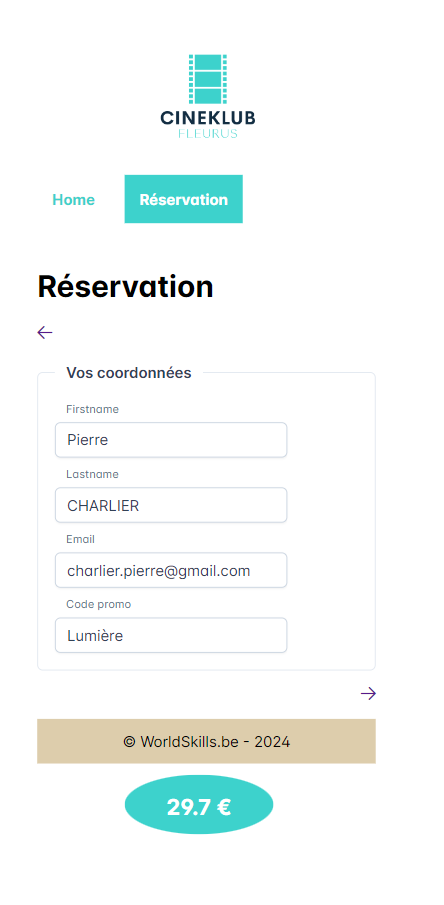 CINEKLUB
FLEURUS
Home
Réservation
Réservation
←
Vos coordonnées
Firstname
Pierre
Lastname
CHARLIER
Email
charlier.pierre@gmail.com
Code promo
Lumière
→
© WorldSkills.be - 2024
29.7 €